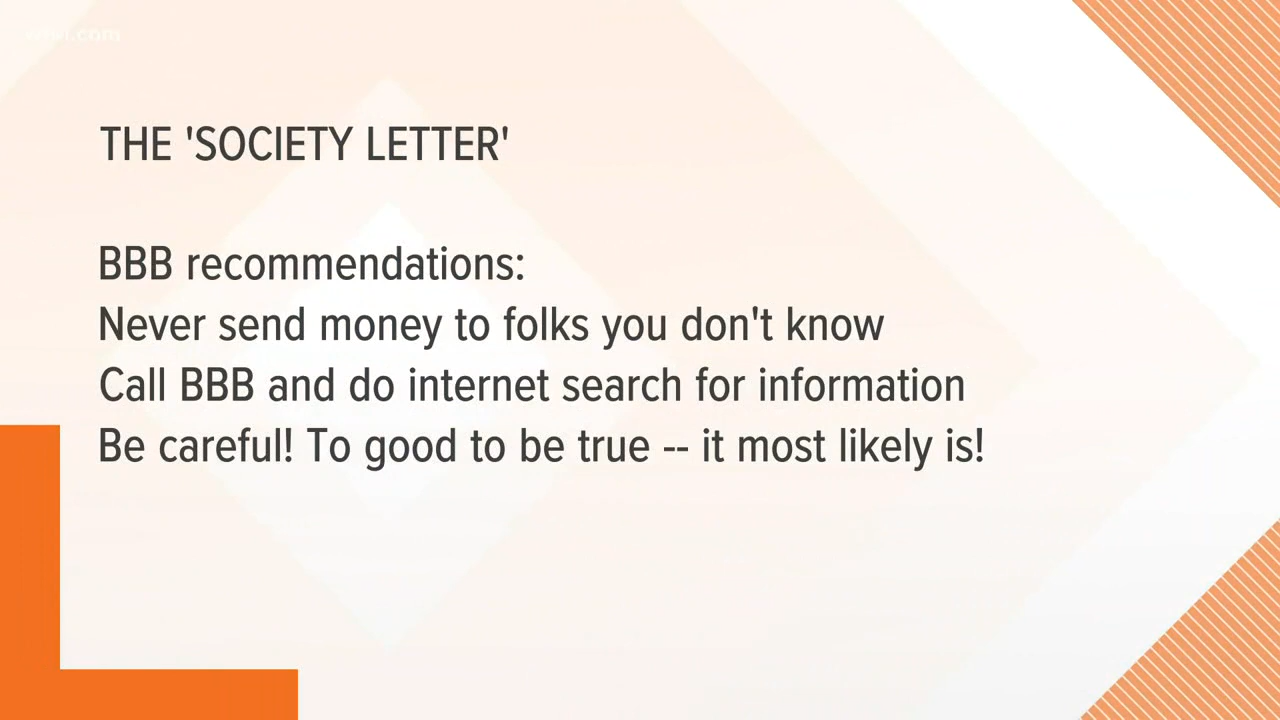 THE 'SOCIETY LETTER'
BBB recommendations:
Never send money to folks you don't know
Call BBB and do internet search for information
Be careful! To good to be true -- it most likely is!